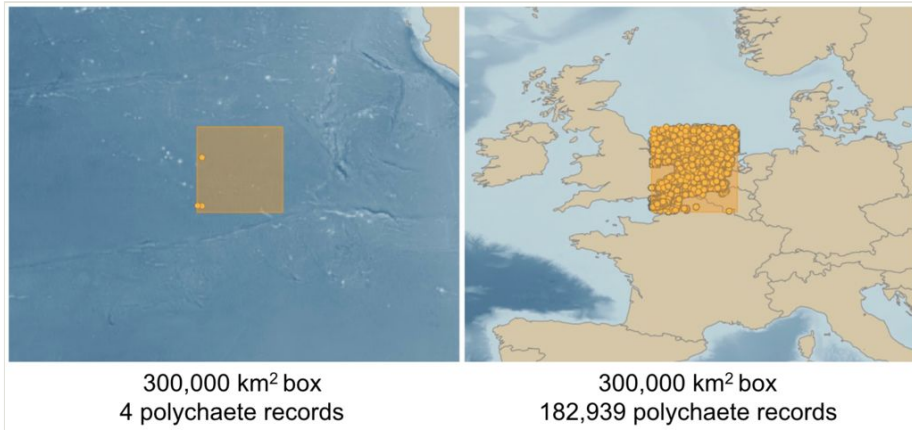 300,000 km² box
4 polychaete records
300,000 km² box
182,939 polychaete records